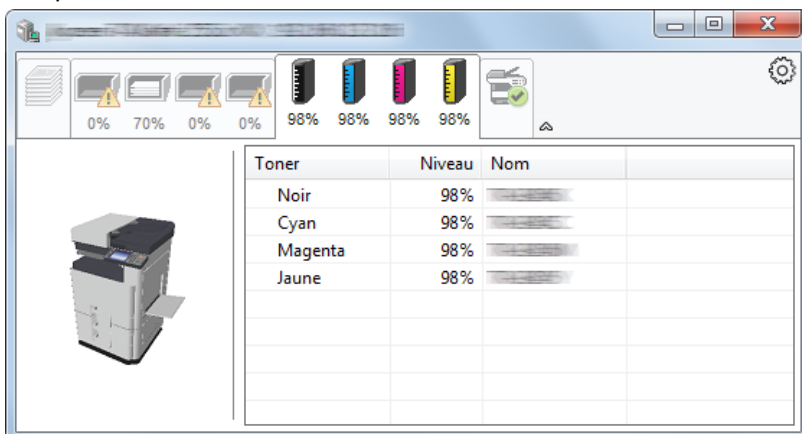 0% 70% 0% 0% 98% 98% 98% 98%
Toner Niveau Nom
Noir 98%
Cyan 98%
Magenta 98%
Jaune 98%